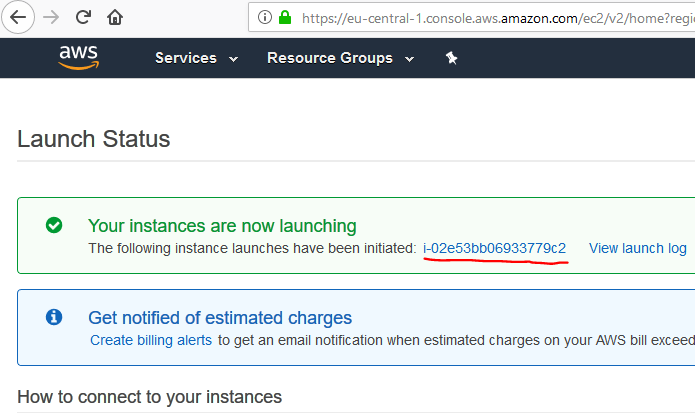 https://eu-central-1.console.aws.amazon.com/ec2/v2/home?regi
aws Services Resource Groups
Launch Status
Your instances are now launching
The following instance launches have been initiated: i-02e53bb06933779c2 View launch log
Get notified of estimated charges
Create billing alerts to get an email notification when estimated charges on your AWS bill exceed
How to connect to your instances